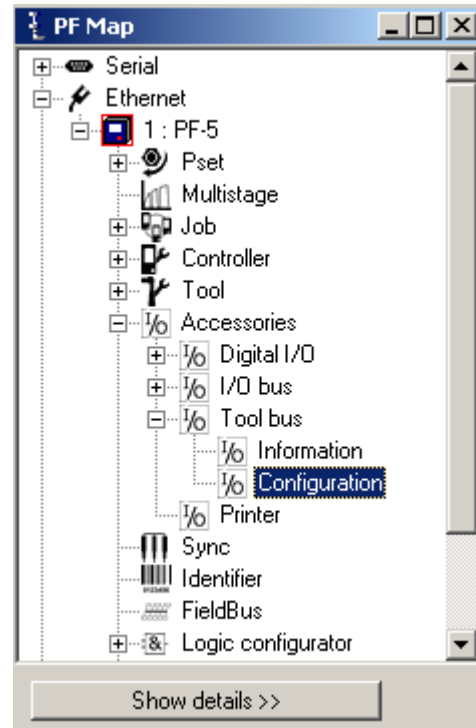 PF Map
Serial
Ethernet
1 : PF-5
Pset
Multistage
Job
Controller
Tool
I/O Accessories
I/O Digital I/O
I/O I/O bus
I/O Tool bus
I/O Information
I/O Configuration
I/O Printer
Sync
Identifier
FieldBus
& Logic configurator
Show details >>